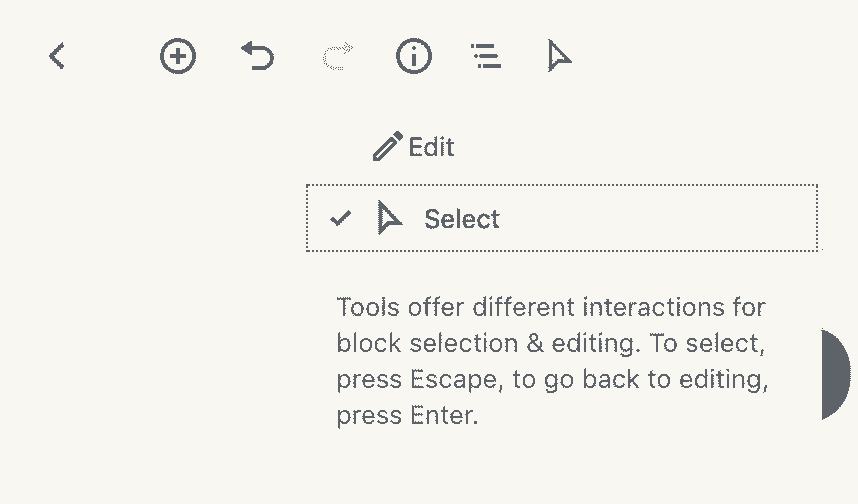 Edit
Select
Tools offer different interactions for
block selection & editing. To select,
press Escape, to go back to editing,
press Enter.